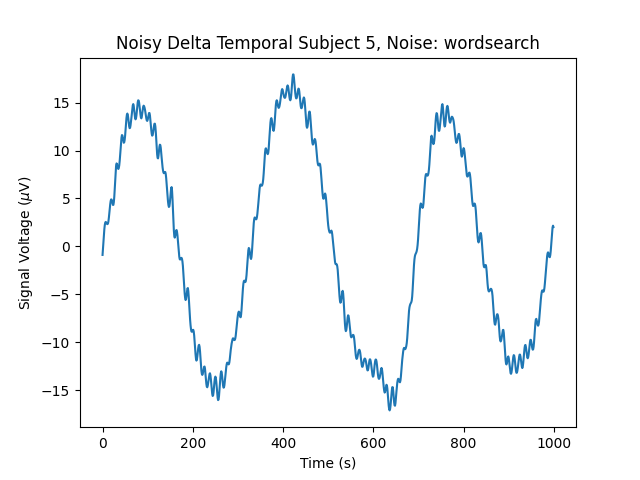 Noisy Delta Temporal Subject 5, Noise: wordsearch
Signal Voltage (μV)
15
10
5
0
−5
−10
−15
0 200 400 600 800 1000
Time (s)